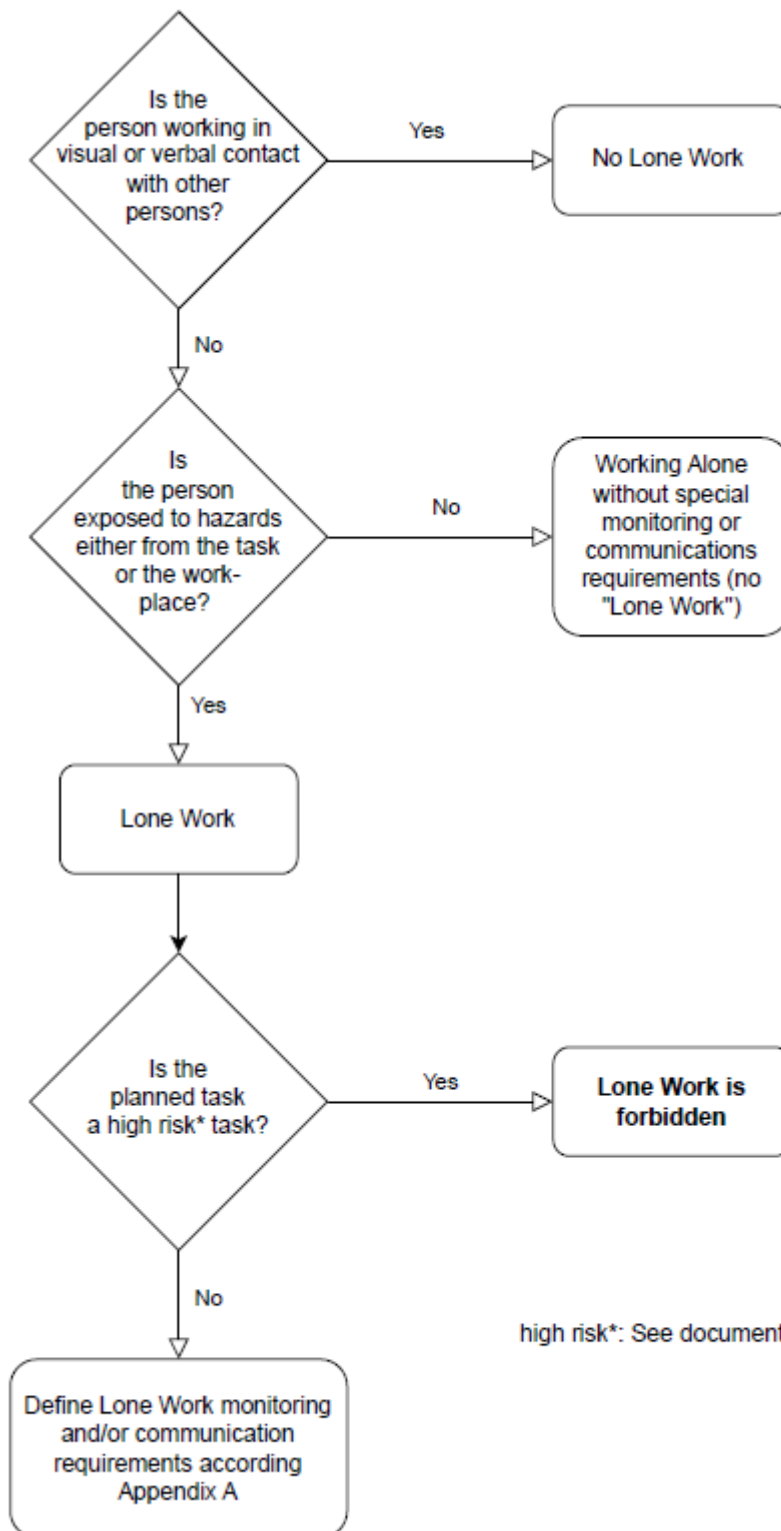 Is the
person working in
visual or verbal contact
with other
persons?
Yes
No Lone Work
No
Is
the person
exposed to hazards
either from the task
or the work-
place?
No
Working Alone
without special
monitoring or
communications
requirements (no
"Lone Work")
Yes
Lone Work
Is the
planned task
a high risk* task?
Yes
Lone Work is
forbidden
No
high risk*: See document
Define Lone Work monitoring
and/or communication
requirements according
Appendix A